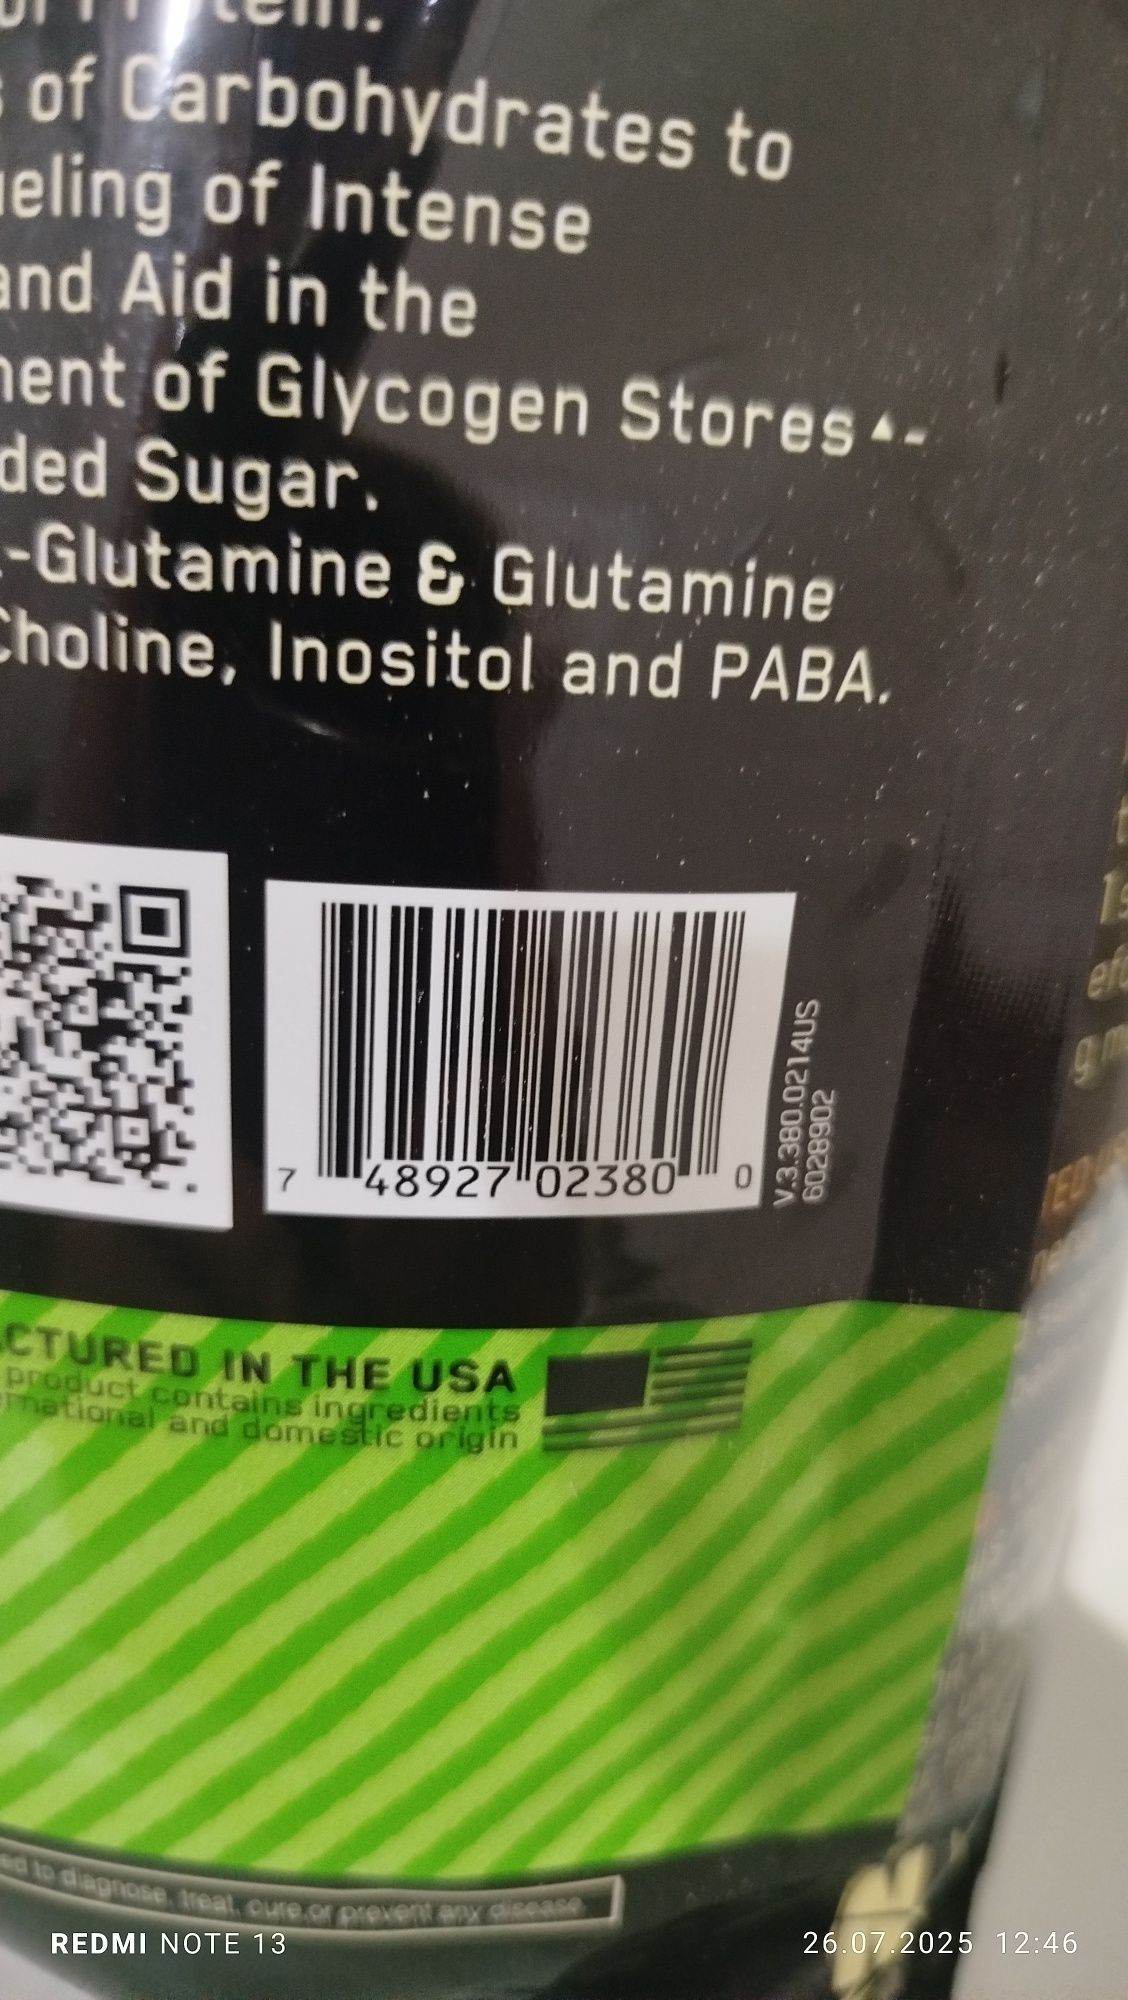 of Carbohydrates to
ueling of Intense
and Aid in the
ment of Glycogen Stores▲-
ded Sugar.
-Glutamine & Glutamine
Choline, Inositol and PABA.
7 48927 02380 0
V.3.380.0214US
6028902
ACTURED IN THE USA
product contains ingredients
ernational and domestic origin
ed to diagnose, treat, cure,or prevent any disease.
REDMI NOTE 13
26.07.2025 12:46